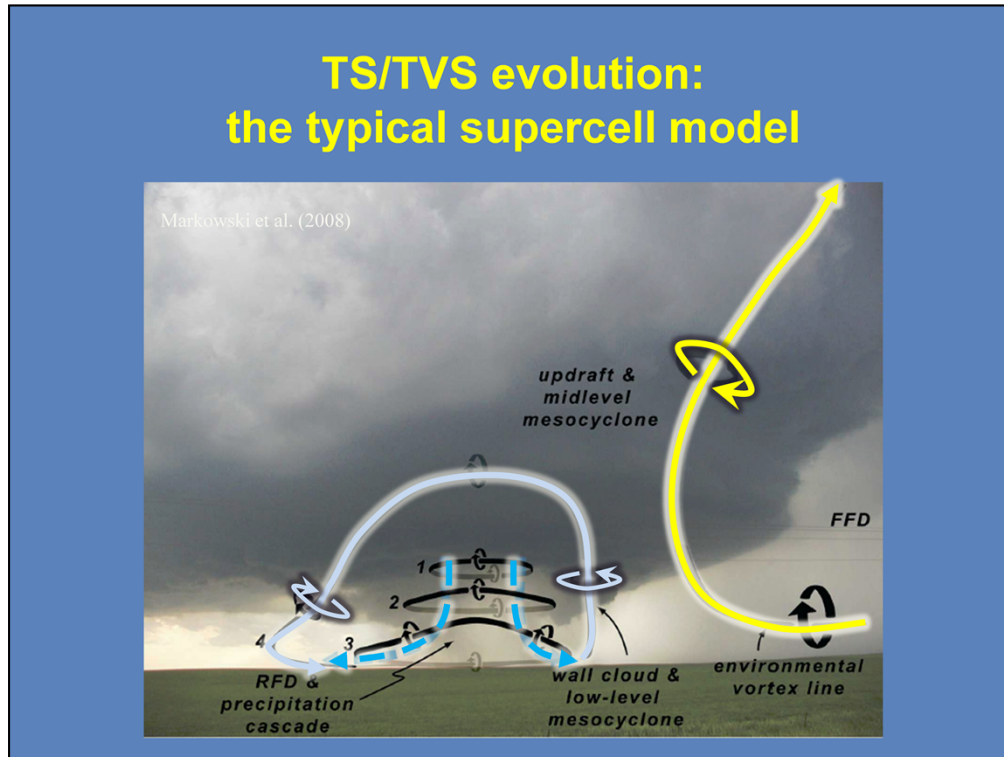 TS/TVS evolution:
the typical supercell model
Markowski et al. (2008)
updraft &
midlevel
mesocyclone
FFD
1
2
3
4
RFD &
precipitation
cascade
wall cloud &
low-level
mesocyclone
environmental
vortex line